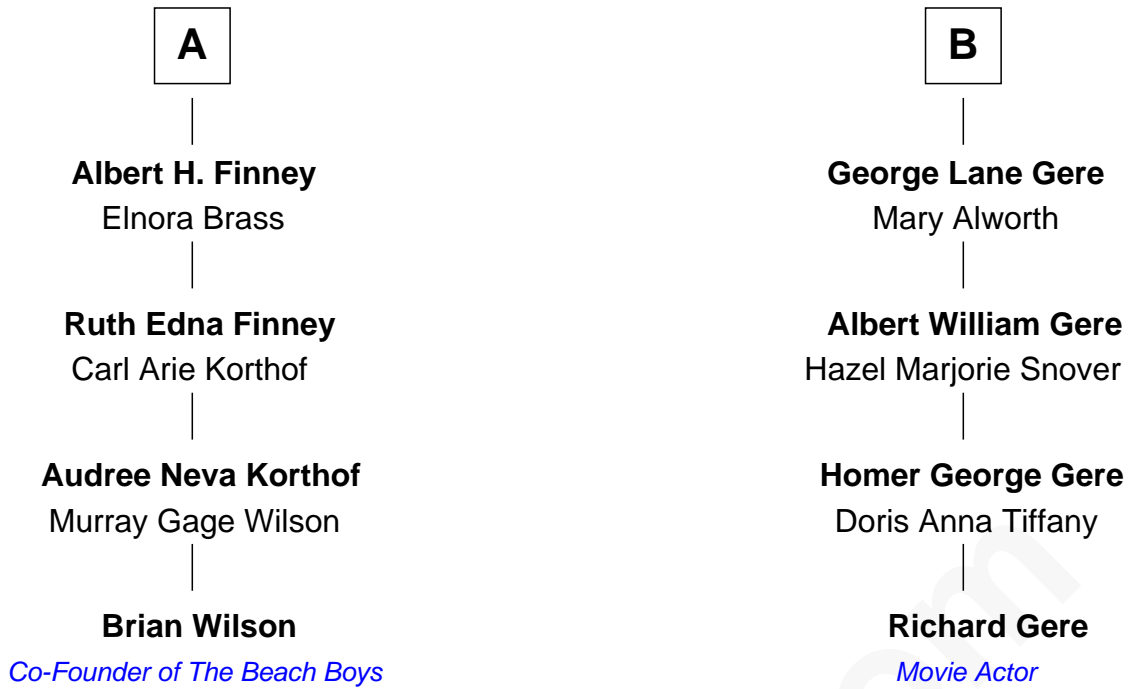 A
Albert H. Finney
Elnora Brass
Ruth Edna Finney
Carl Arie Korthof
Audree Neva Korthof
Murray Gage Wilson
Brian Wilson
Co-Founder of The Beach Boys
B
George Lane Gere
Mary Alworth
Albert William Gere
Hazel Marjorie Snover
Homer George Gere
Doris Anna Tiffany
Richard Gere
Movie Actor
om